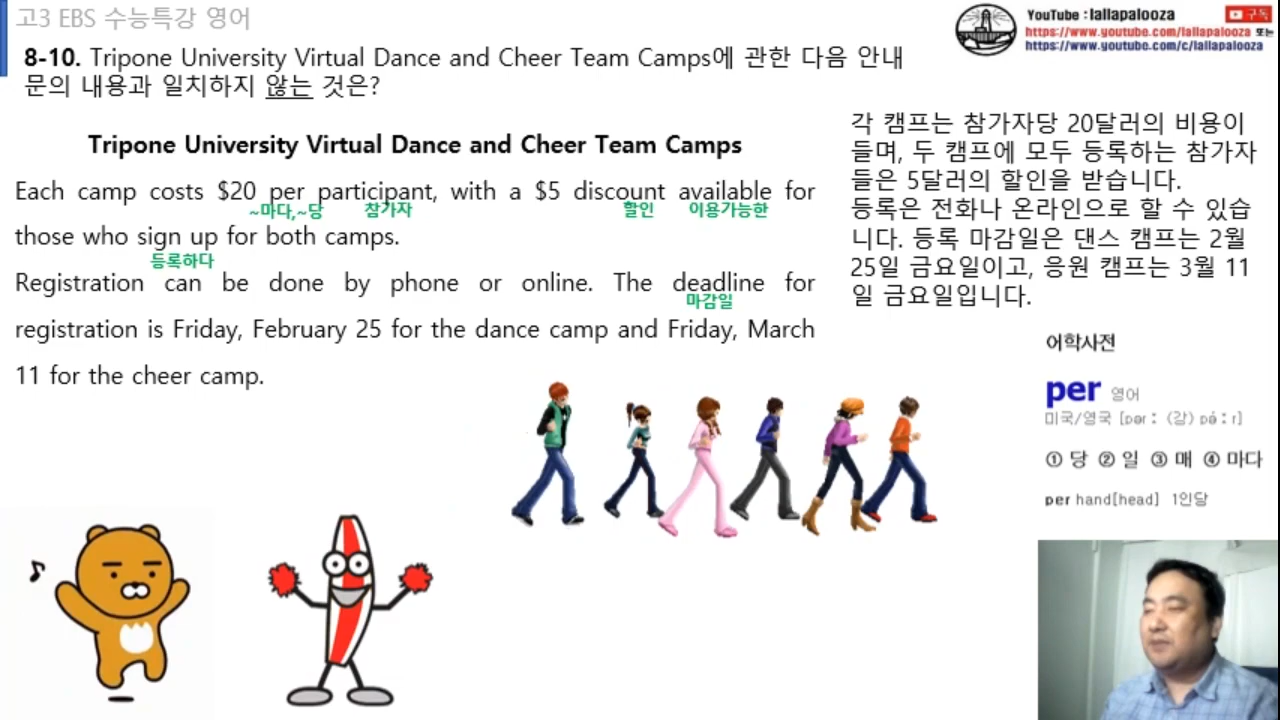 고3 EBS 수능특강 영어
YouTube : lallapalooza
구독
https://www.youtube.com/lallapalooza 또는
https://www.youtube.com/c/lallapalooza
8-10. Tripone University Virtual Dance and Cheer Team Camps에 관한 다음 안내
문의 내용과 일치하지 않는 것은?
Tripone University Virtual Dance and Cheer Team Camps
Each camp costs $20 per participant, with a $5 discount available for
~마다,~당 참가자 할인 이용가능한
those who sign up for both camps.
등록하다
Registration can be done by phone or online. The deadline for
마감일
registration is Friday, February 25 for the dance camp and Friday, March
11 for the cheer camp.
각 캠프는 참가자당 20달러의 비용이
들며, 두 캠프에 모두 등록하는 참가자
들은 5달러의 할인을 받습니다.
등록은 전화나 온라인으로 할 수 있습
니다. 등록 마감일은 댄스 캠프는 2월
25일 금요일이고, 응원 캠프는 3월 11
일 금요일입니다.
어학사전
per 영어
미국/영국 [pər; (강) pə́ːr]
① 당 ② 일 ③ 매 ④ 마다
per hand[head] 1인당